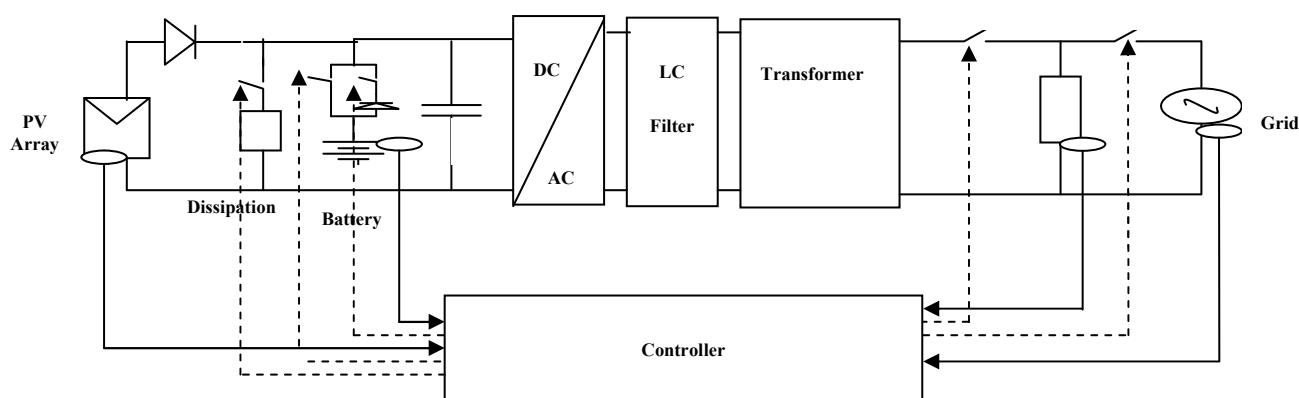 PV
Array
Dissipation
Battery
DC
AC
LC
Filter
Transformer
Grid
Controller